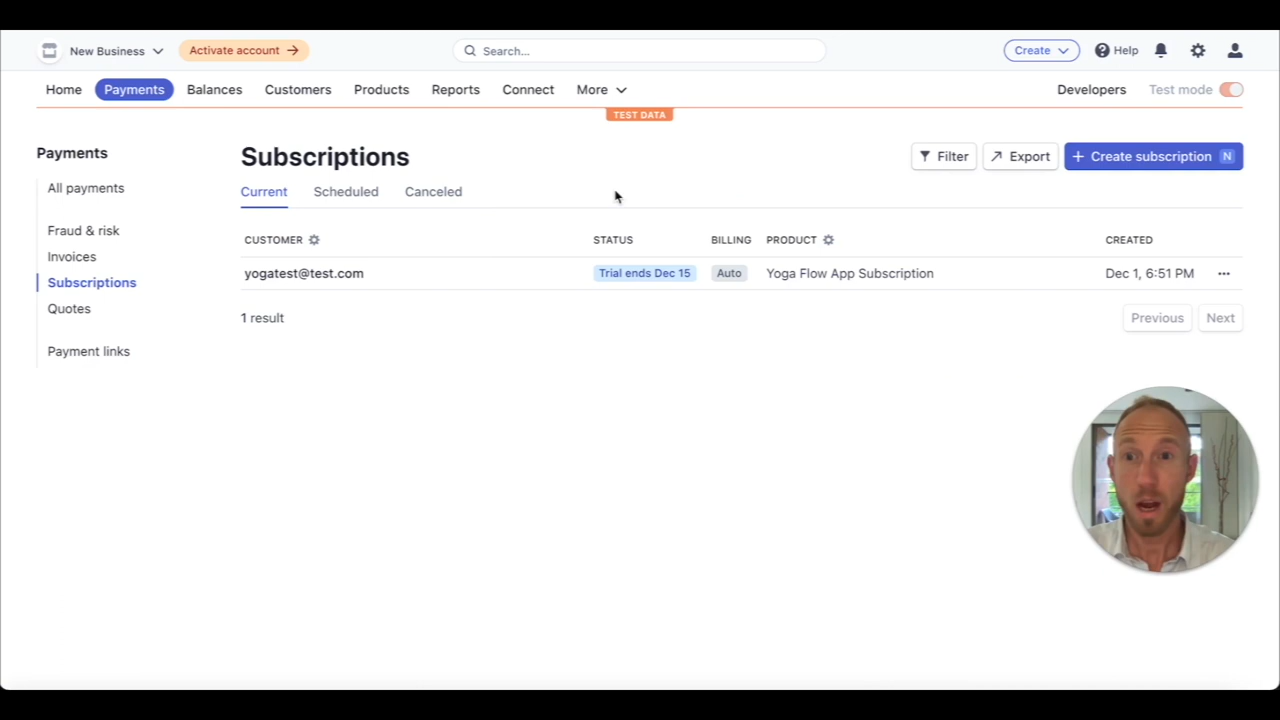 New Business
Activate account →
Search...
Create
Help
Home
Payments
Balances
Customers
Products
Reports
Connect
More
Developers
Test mode
TEST DATA
Payments
All payments
Fraud & risk
Invoices
Subscriptions
Quotes
Payment links
Subscriptions
Filter
Export
+ Create subscription N
Current
Scheduled
Canceled
CUSTOMER STATUS BILLING PRODUCT CREATED
yogatest@test.com Trial ends Dec 15 Auto Yoga Flow App Subscription Dec 1, 6:51 PM
1 result
Previous
Next